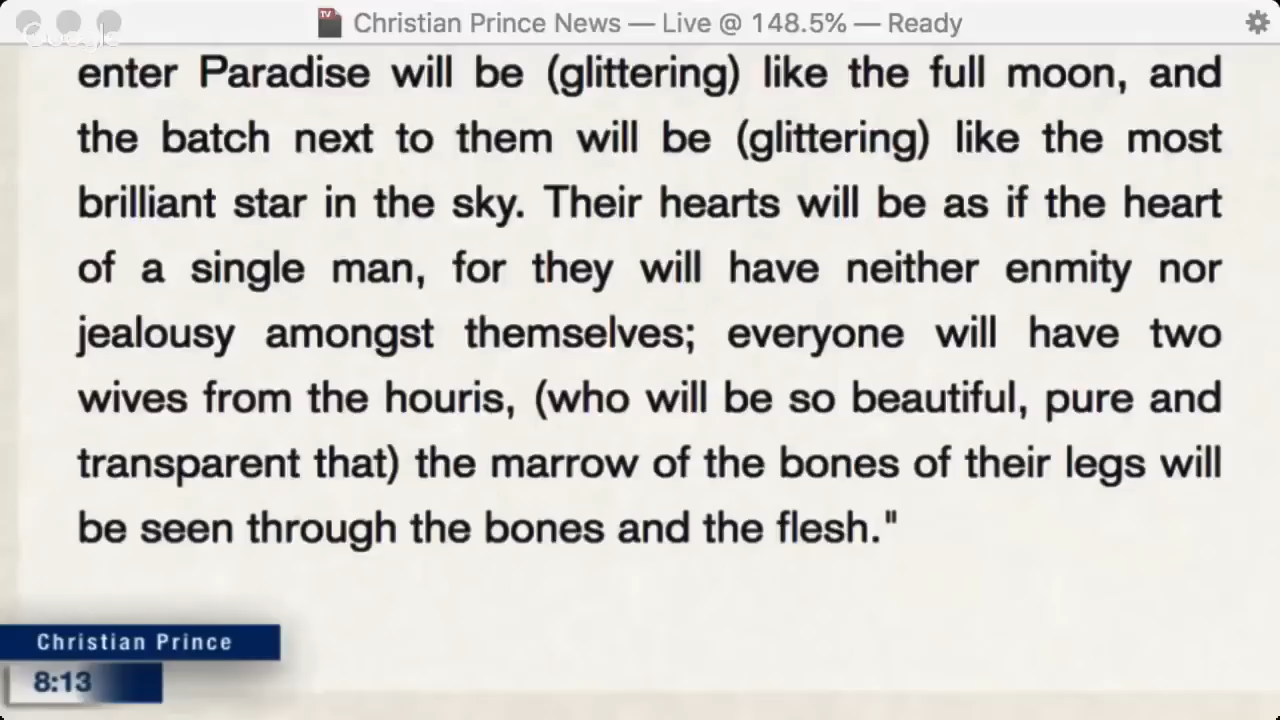 Christian Prince News — Live @ 148.5% — Ready
Google
enter Paradise will be (glittering) like the full moon, and
the batch next to them will be (glittering) like the most
brilliant star in the sky. Their hearts will be as if the heart
of a single man, for they will have neither enmity nor
jealousy amongst themselves; everyone will have two
wives from the houris, (who will be so beautiful, pure and
transparent that) the marrow of the bones of their legs will
be seen through the bones and the flesh."
Christian Prince
8:13